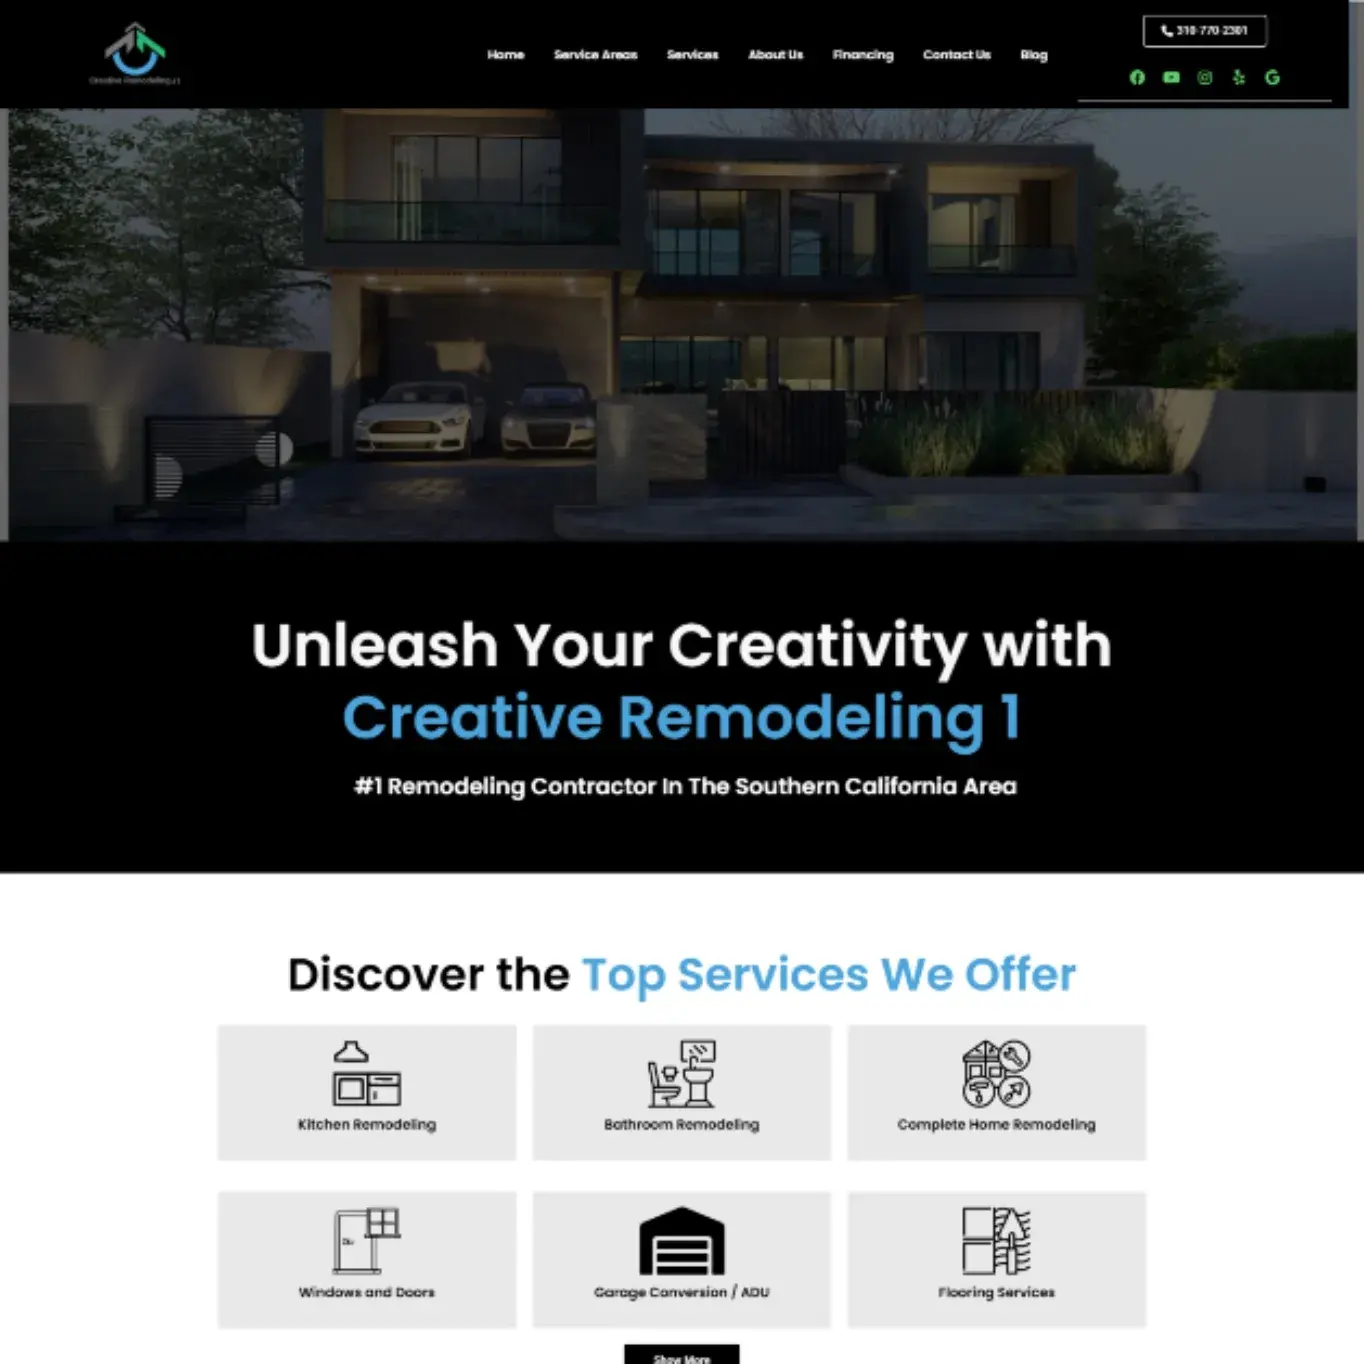 Creative Remodeling
Home Service Areas Services About Us Financing Contact Us Blog
310-770-2301
Unleash Your Creativity with
Creative Remodeling 1
#1 Remodeling Contractor In The Southern California Area
Discover the Top Services We Offer
Kitchen Remodeling
Bathroom Remodeling
Complete Home Remodeling
Windows and Doors
Garage Conversion / ADU
Flooring Services
Show More